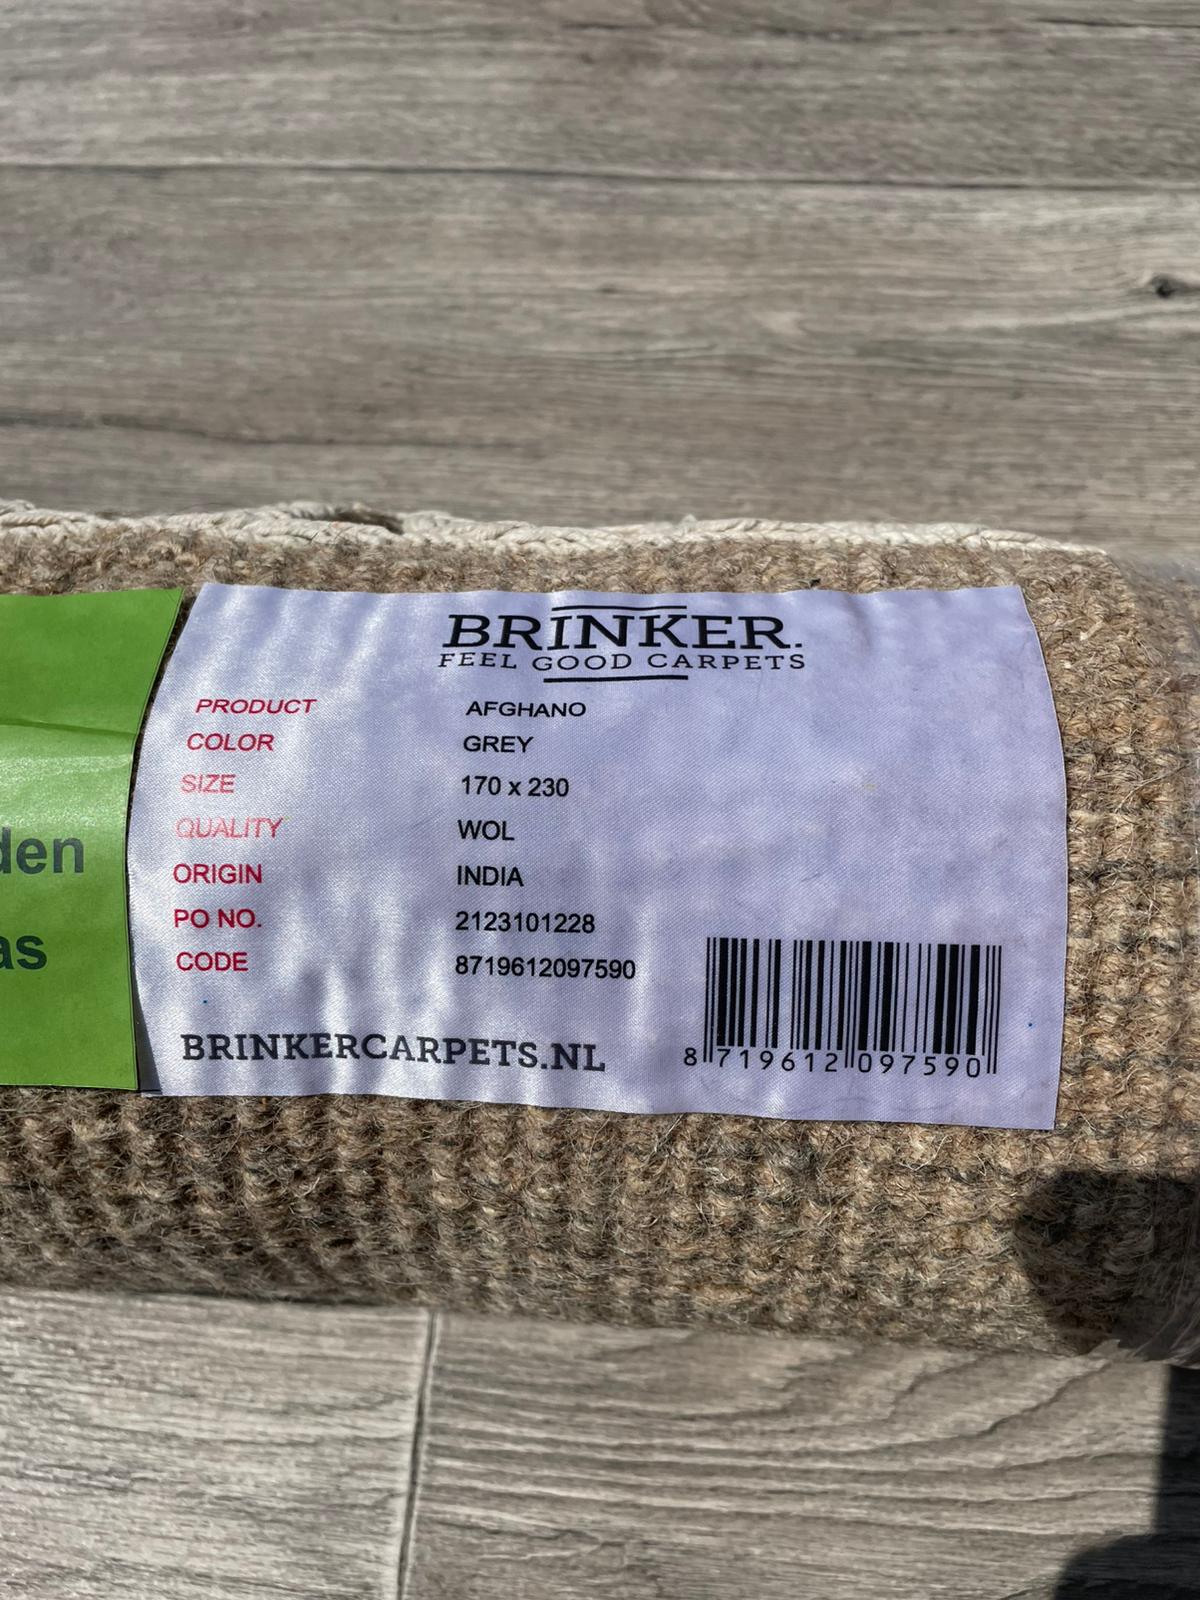 BRINKER.
FEEL GOOD CARPETS
PRODUCT AFGHANO
COLOR GREY
SIZE 170 x 230
QUALITY WOL
ORIGIN INDIA
PO NO. 2123101228
CODE 8719612097590
BRINKERCARPETS.NL
8 719612 097590
den
as